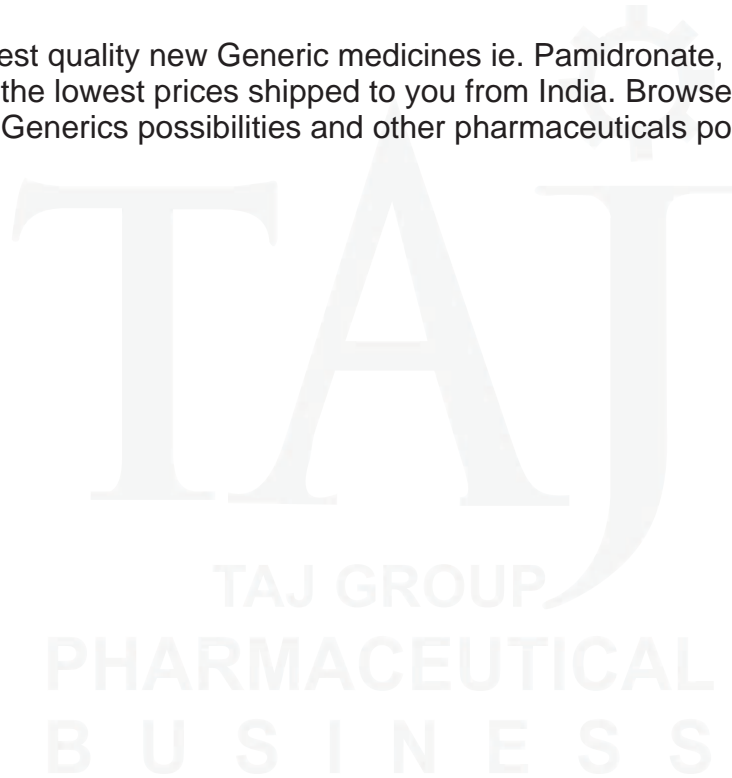 est quality new Generic medicines ie. Pamidronate,
the lowest prices shipped to you from India. Browse
Generics possibilities and other pharmaceuticals po
TAJ
TAJ GROUP
PHARMACEUTICAL
BUSINESS